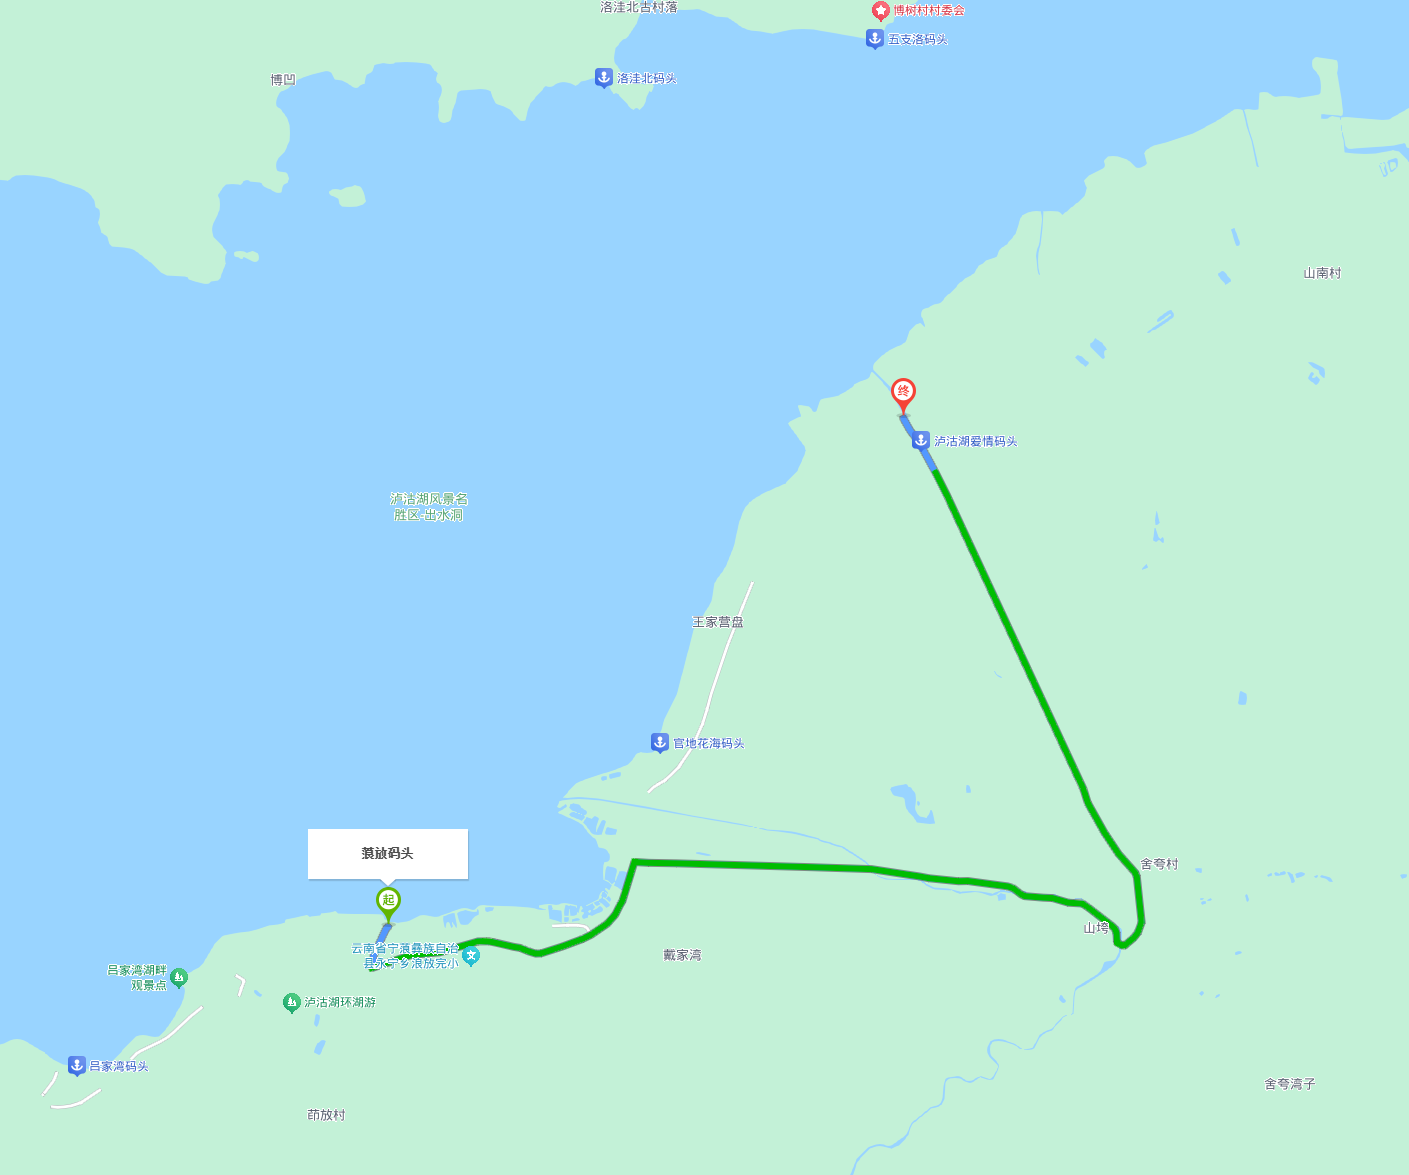 洛洼北古村落
博树村村委会
五支洛码头
博凹
洛洼北码头
山南村
终
泸沽湖爱情码头
泸沽湖风景名
胜区-出水洞
王家营盘
官地花海码头
蒗放码头
起
舍夸村
山垮
云南省宁蒗彝族自治
县永宁乡浪放完小
文
戴家湾
吕家湾湖畔
观景点
泸沽湖环湖游
吕家湾码头
舍夸湾子
茚放村